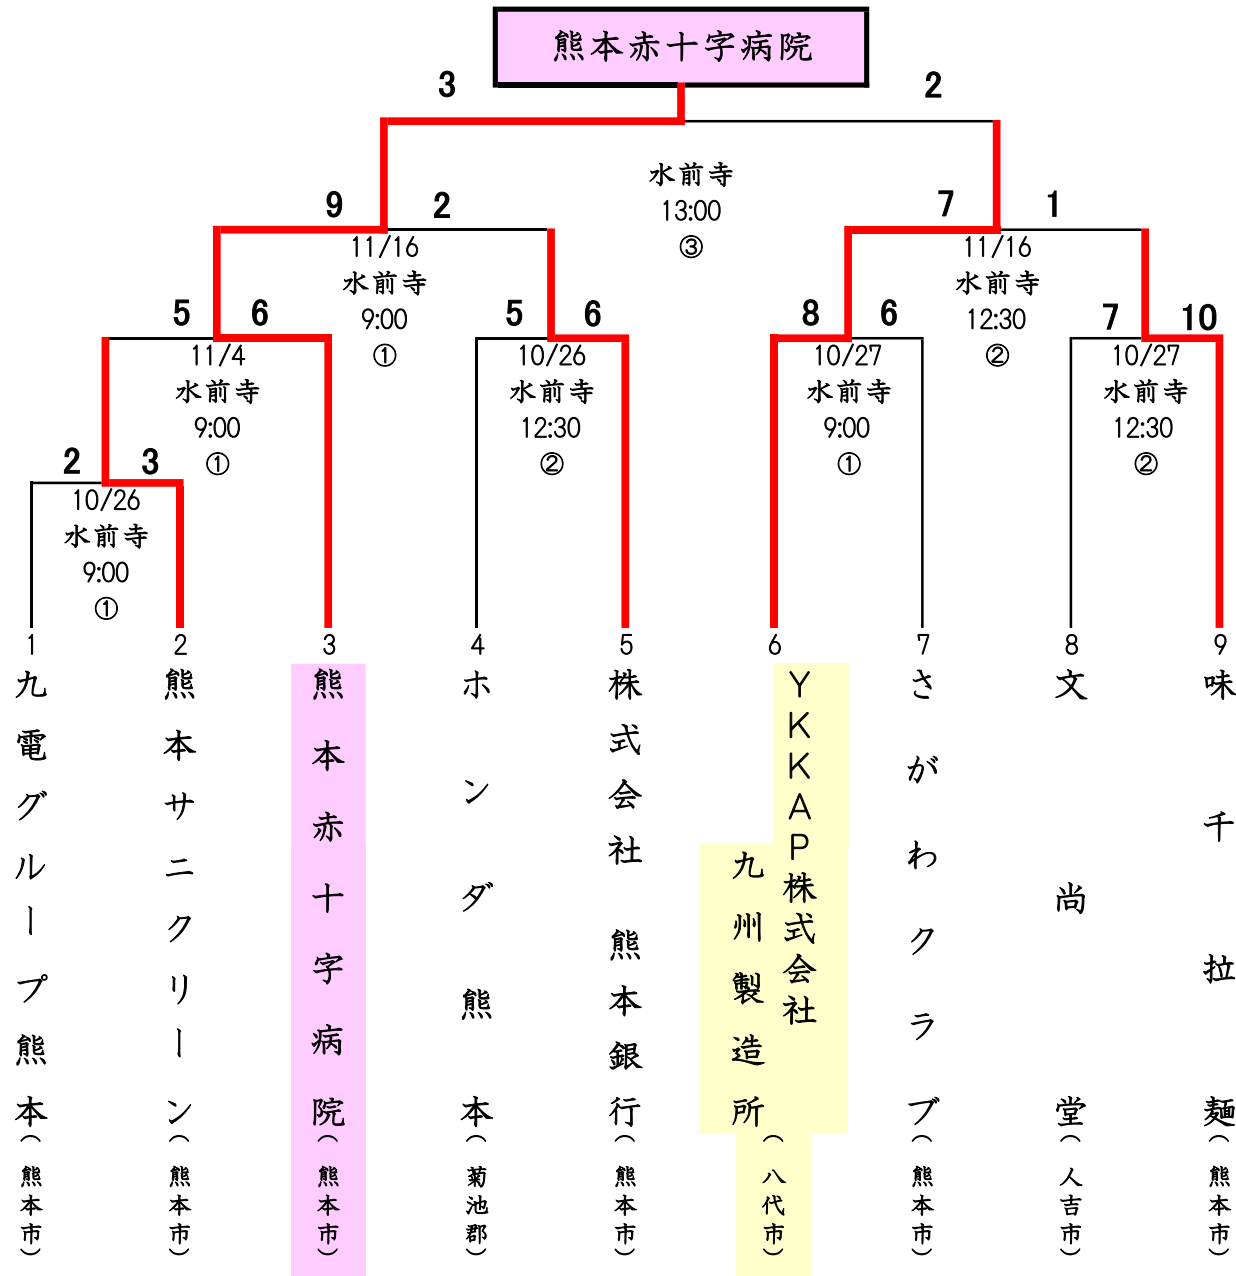 熊本赤十字病院
3
2
水前寺
13:00
③
9
2
11/16
水前寺
9:00
①
7
1
11/16
水前寺
12:30
②
5
6
11/4
水前寺
9:00
①
5
6
10/26
水前寺
12:30
②
8
6
10/27
水前寺
9:00
①
7
10
10/27
水前寺
12:30
②
2
3
10/26
水前寺
9:00
①
1
九電グループ熊本
(熊本市)
2
熊本サニクリーン
(熊本市)
3
熊本赤十字病院
(熊本市)
4
ホンダ熊本
(菊池郡)
5
株式会社 熊本銀行
(熊本市)
6
YKKAP株式会社
九州製造所
(八代市)
7
さがわクラブ
(熊本市)
8
文尚堂
(人吉市)
9
味千拉麺
(熊本市)